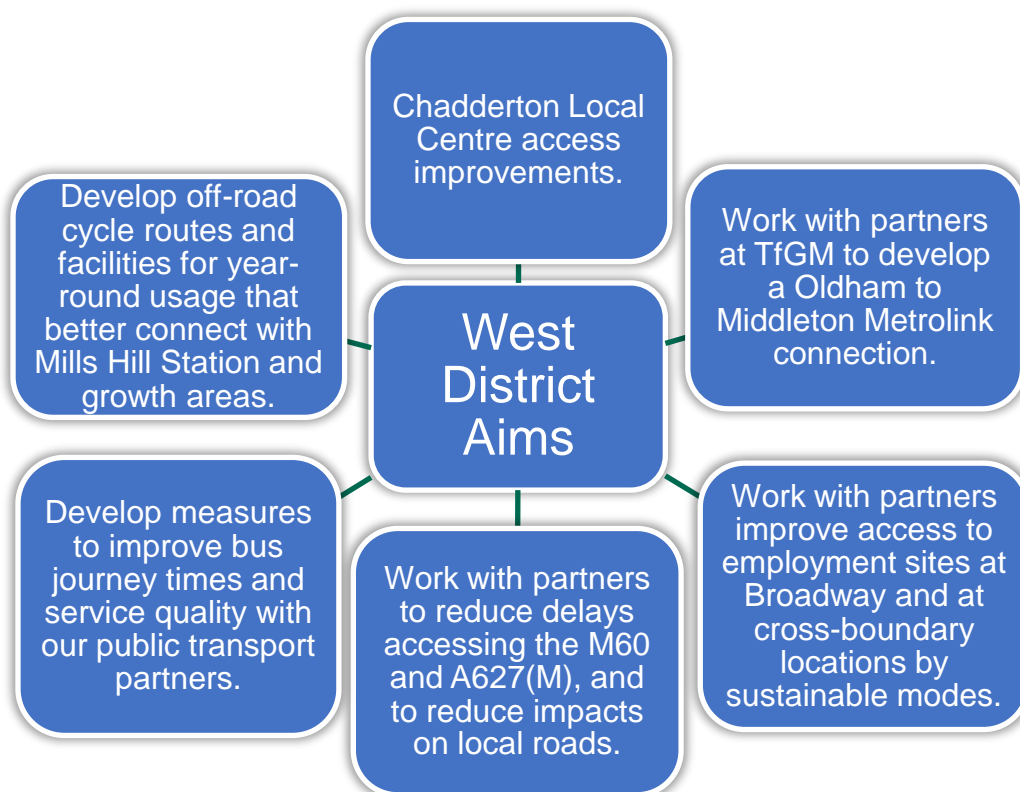 Chadderton Local
Centre access
improvements.
Develop off-road
cycle routes and
facilities for year-
round usage that
better connect with
Mills Hill Station and
growth areas.
West
District
Aims
Work with partners
at TfGM to develop
a Oldham to
Middleton Metrolink
connection.
Develop measures
to improve bus
journey times and
service quality with
our public transport
partners.
Work with partners
to reduce delays
accessing the M60
and A627(M), and
to reduce impacts
on local roads.
Work with partners
improve access to
employment sites at
Broadway and at
cross-boundary
locations by
sustainable modes.